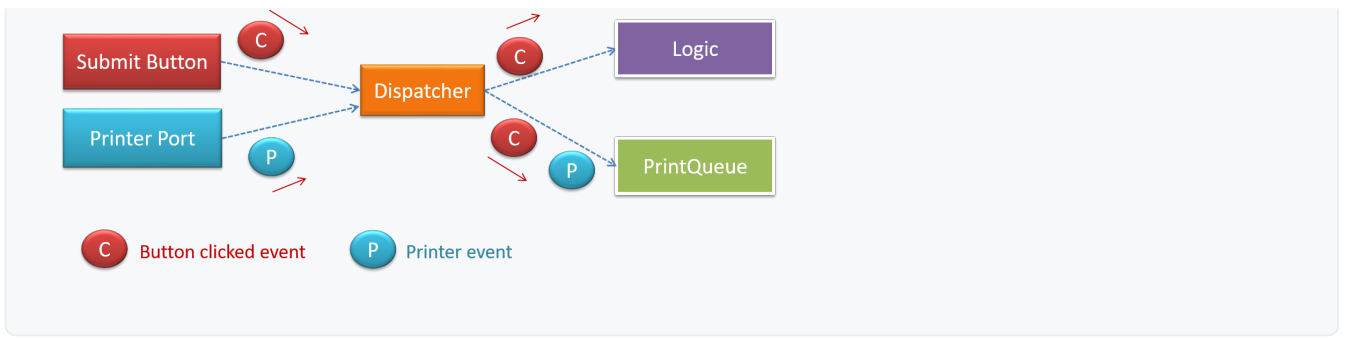 C
C
Logic
Submit Button
Dispatcher
Printer Port
C
P
P
PrintQueue
C Button clicked event
P Printer event